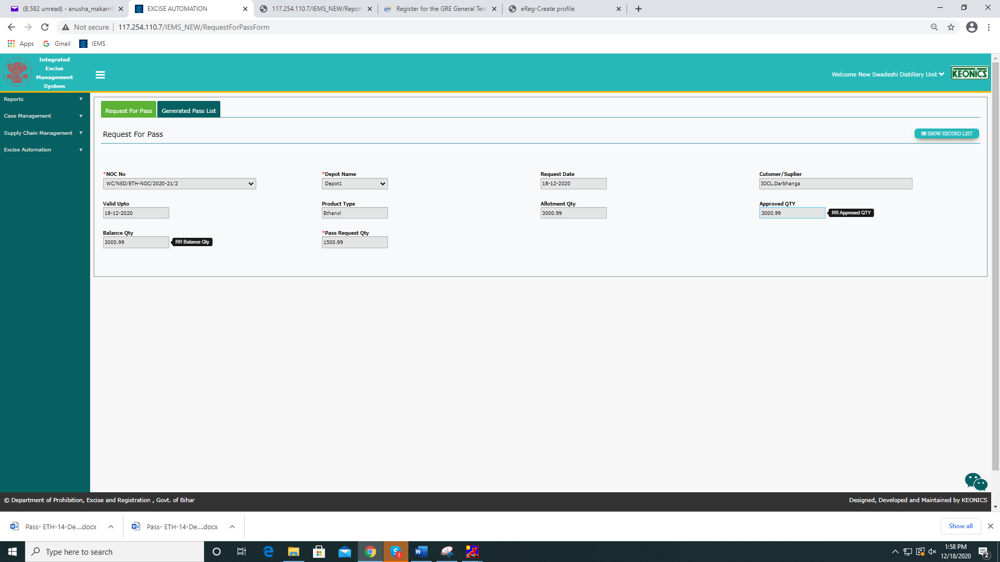 (8,582 unread) - anusha_makam
EXCISE AUTOMATION
117.254.110.7/IEMS_NEW/Report
Register for the GRE General Test
eReg-Create profile
Not secure
117.254.110.7/IEMS_NEW/RequestForPassForm
Apps
Gmail
IEMS
Integrated
Excise
Management
System
Welcome New Swadeshi Distillery Unit
KEONICS
Reports
Case Management
Supply Chain Management
Excise Automation
Request For Pass
Generated Pass List
Request For Pass
SHOW RECORD LIST
*NOC No
*Depot Name
Request Date
Cutomer/Suplier
WC/NSD/ETH-NOC/2020-21/2
Depot1
18-12-2020
IOCL,Darbhanga
Valid Upto
Product Type
Allotment Qty
Approved QTY
18-12-2020
Ethanol
3000.99
3000.99
RR Approved QTY
Balance Qty
*Pass Request Qty
3000.99
RR Balance Qty
1500.99
© Department of Prohibition, Excise and Registration , Govt. of Bihar
Designed, Developed and Maintained by KEONICS
Pass- ETH-14-De....docx
Pass- ETH-14-De....docx
Show all
Type here to search
1
1:58 PM
12/18/2020
2